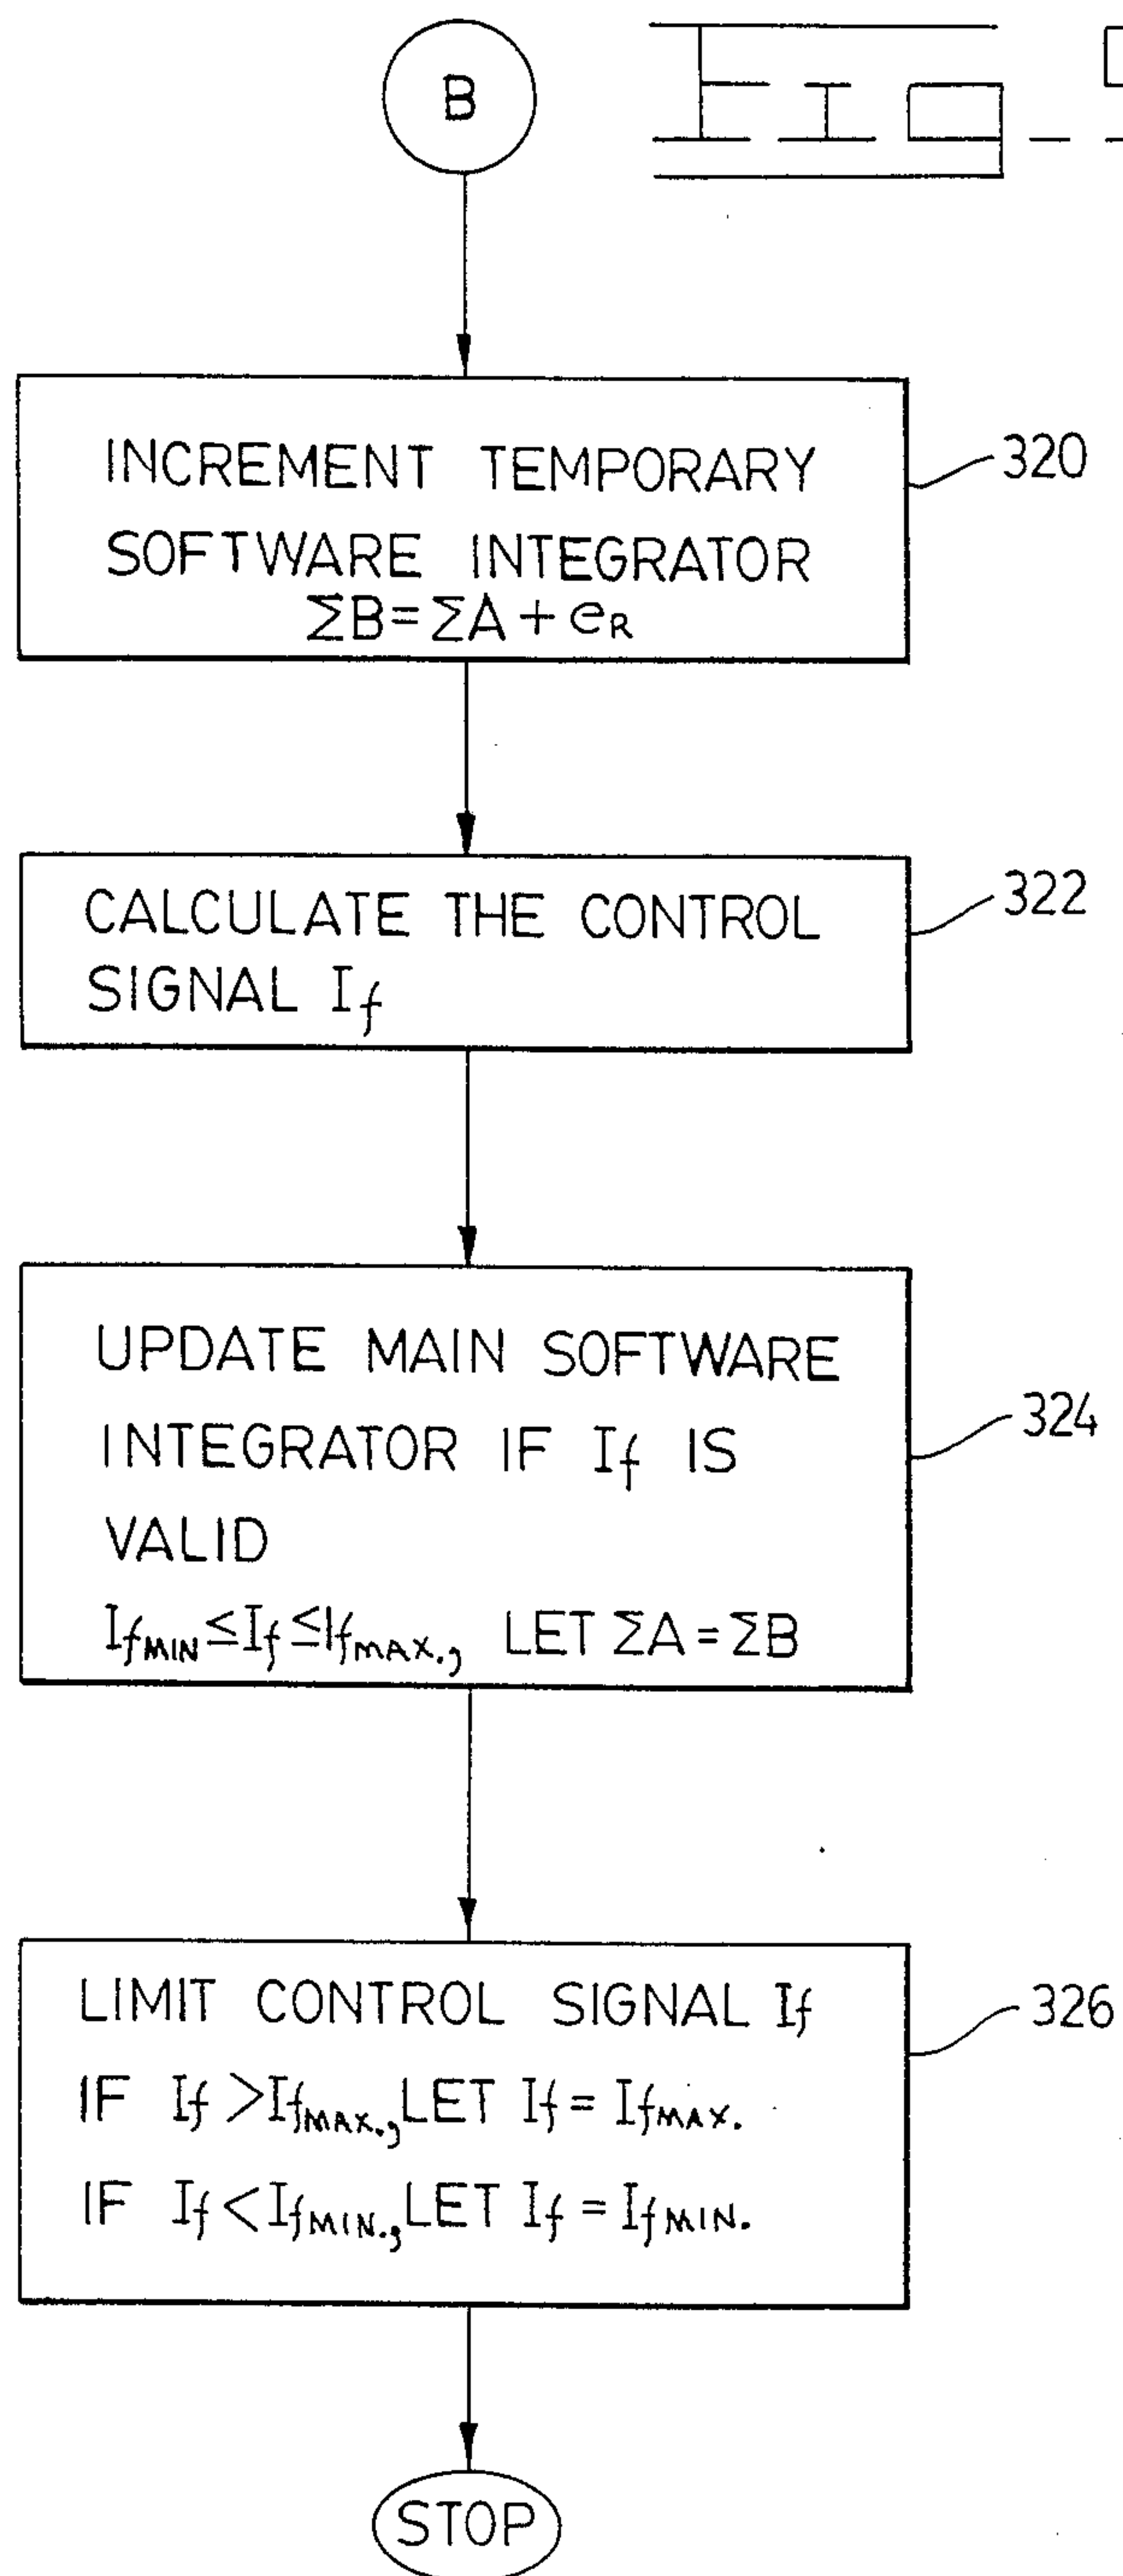 B
FIG.
INCREMENT TEMPORARY
SOFTWARE INTEGRATOR
ΣB=ΣA+eR
320
CALCULATE THE CONTROL
SIGNAL If
322
UPDATE MAIN SOFTWARE
INTEGRATOR IF If IS
VALID
IfMIN≤If≤IfMAX., LET ΣA=ΣB
324
LIMIT CONTROL SIGNAL If
IF If>IfMAX., LET If=IfMAX.
IF If<IfMIN., LET If=IfMIN.
326
STOP